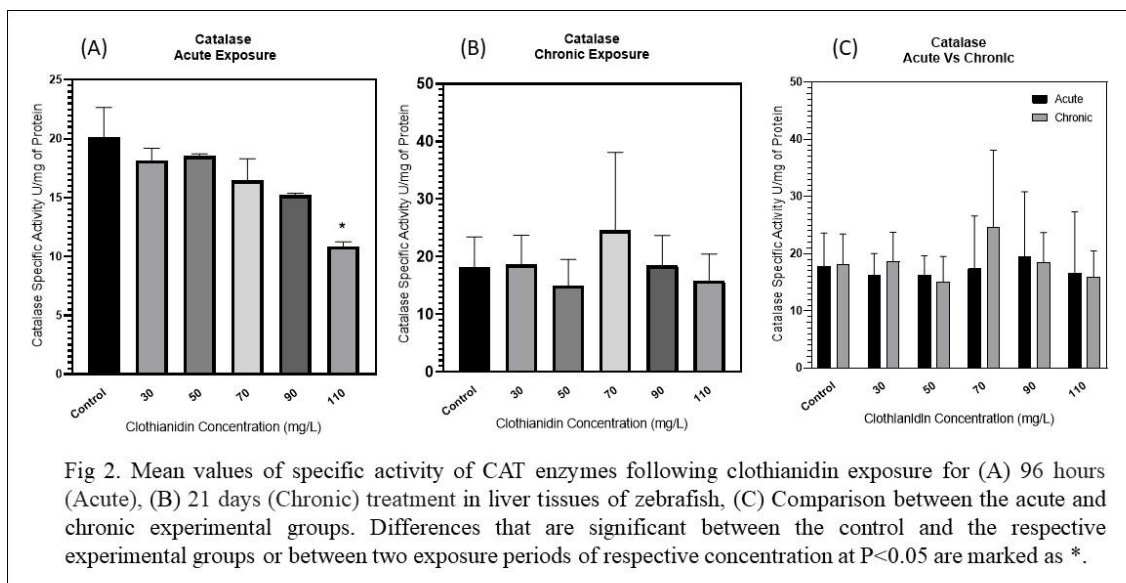 (A)
Catalase
Acute Exposure
Catalase Specific Activity U/mg of Protein
25
20
15
10
5
0
*
Control
30
50
70
90
110
Clothianidin Concentration (mg/L)
(B)
Catalase
Chronic Exposure
Catalase Specific Activity U/mg of Protein
50
40
30
20
10
0
Control
30
50
70
90
110
Clothianidin Concentration (mg/L)
(C)
Catalase
Acute Vs Chronic
Catalase Specific Activity U/mg of Protein
50
40
30
20
10
0
Acute
Chronic
Control
30
50
70
90
110
Clothianidin Concentration (mg/L)
Fig 2. Mean values of specific activity of CAT enzymes following clothianidin exposure for (A) 96 hours
(Acute), (B) 21 days (Chronic) treatment in liver tissues of zebrafish, (C) Comparison between the acute and
chronic experimental groups. Differences that are significant between the control and the respective
experimental groups or between two exposure periods of respective concentration at P<0.05 are marked as *.